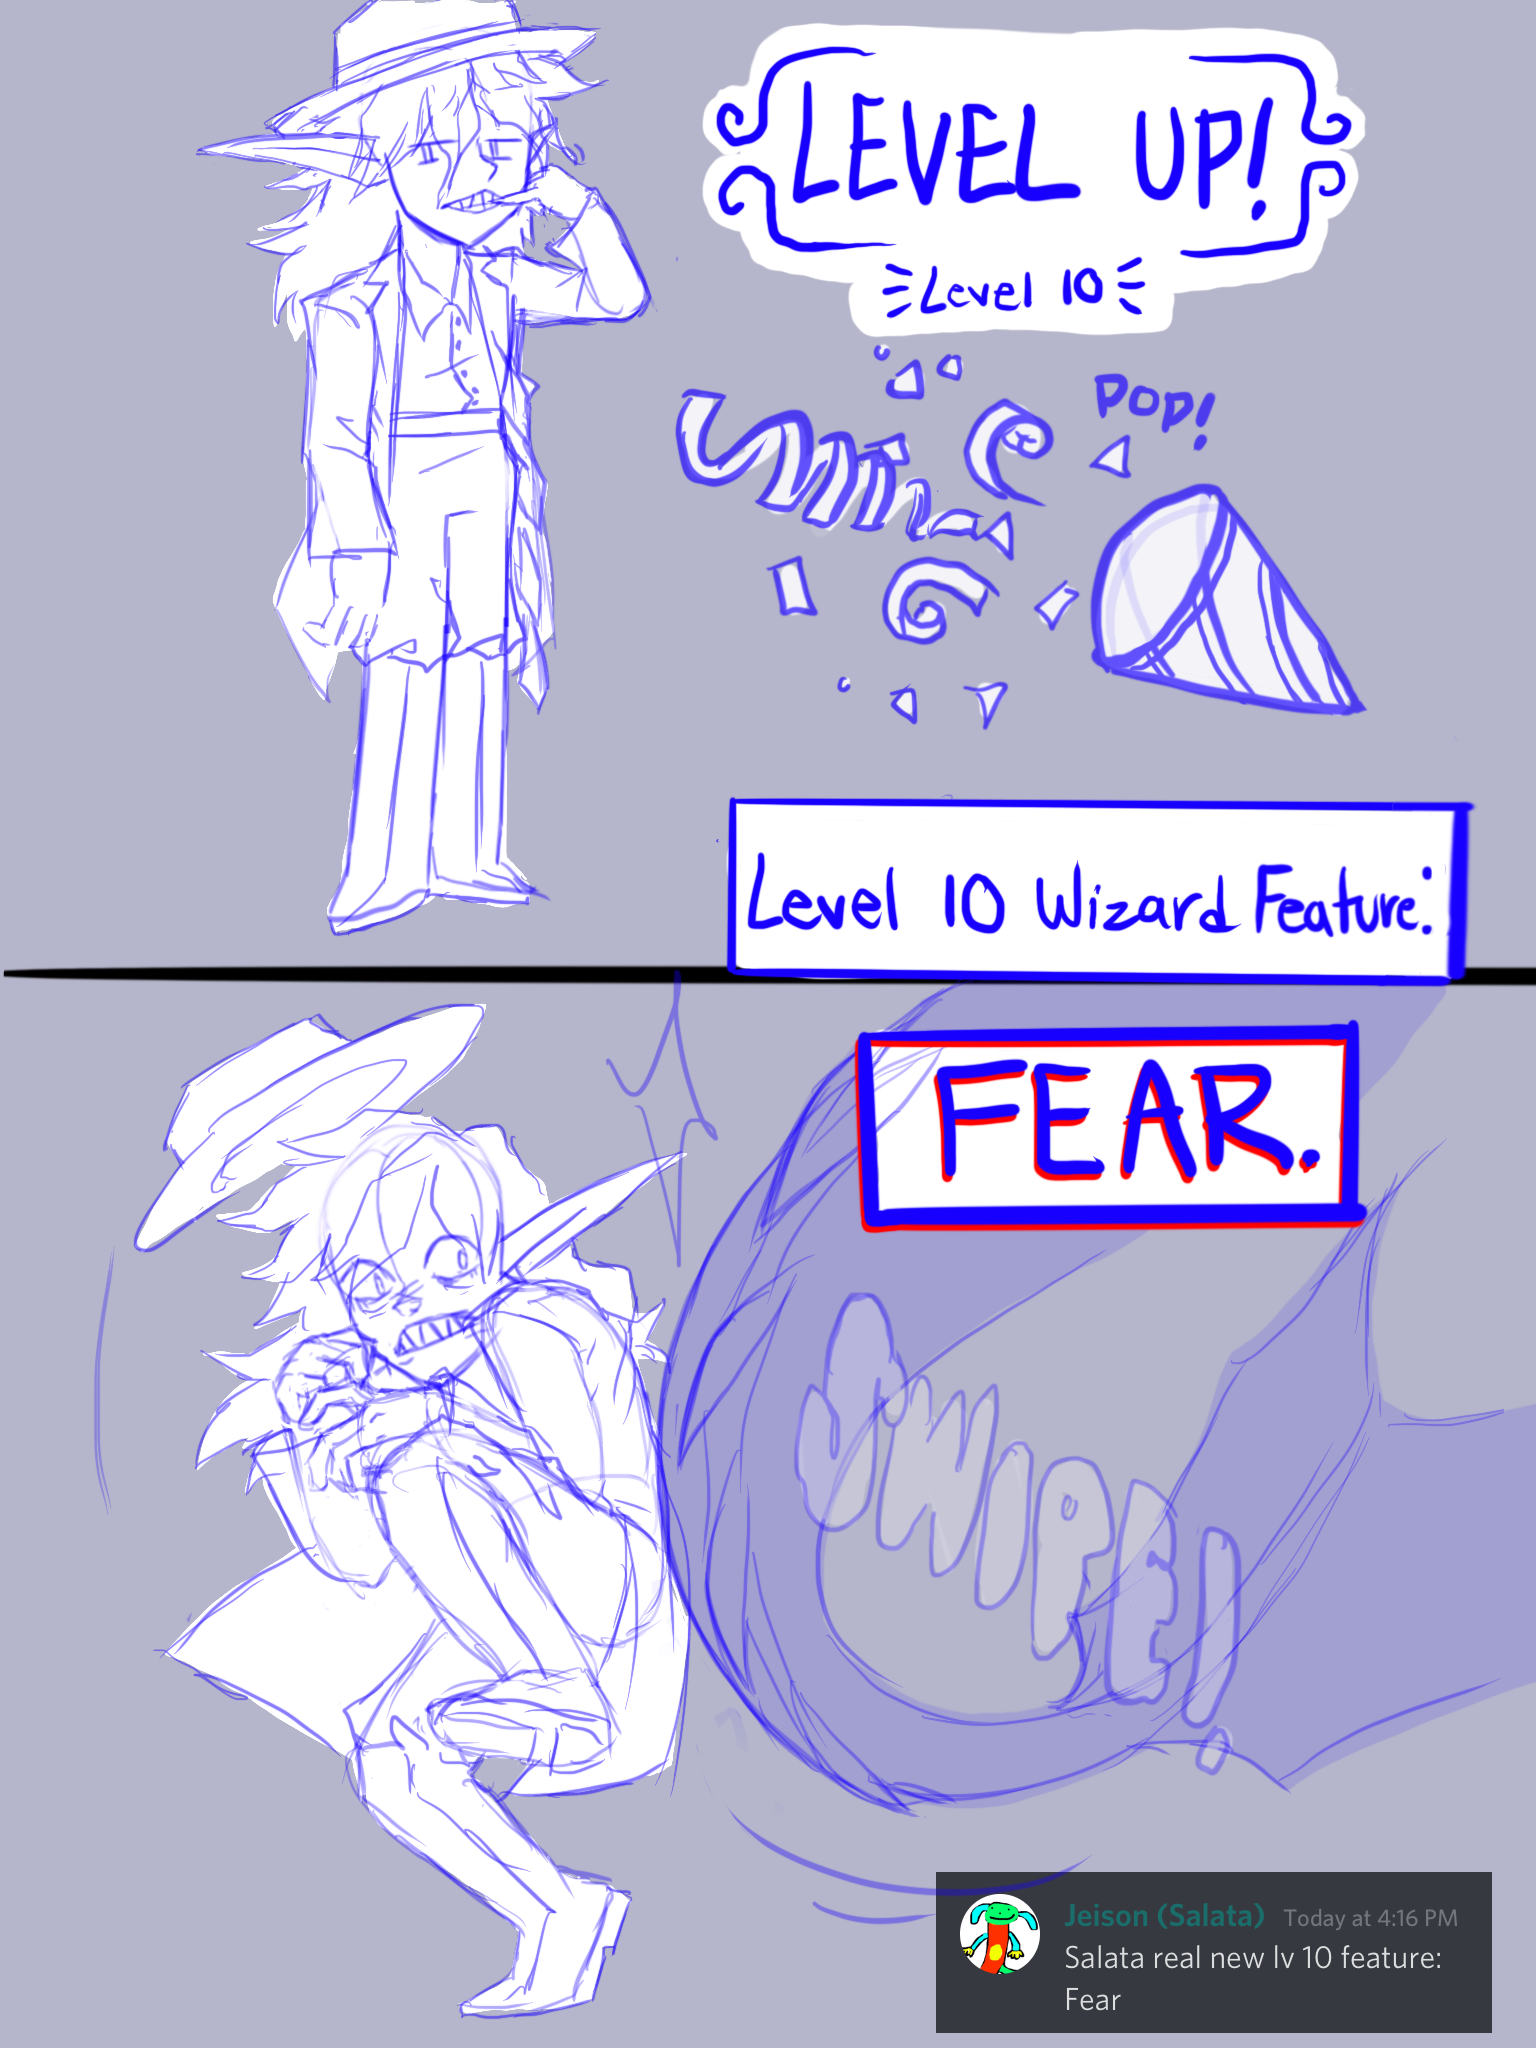 LEVEL UP!
Level 10
POP!
Level 10 Wizard Feature:
FEAR.
SWIPE!
Jeison (Salata) Today at 4:16 PM
Salata real new lv 10 feature:
Fear